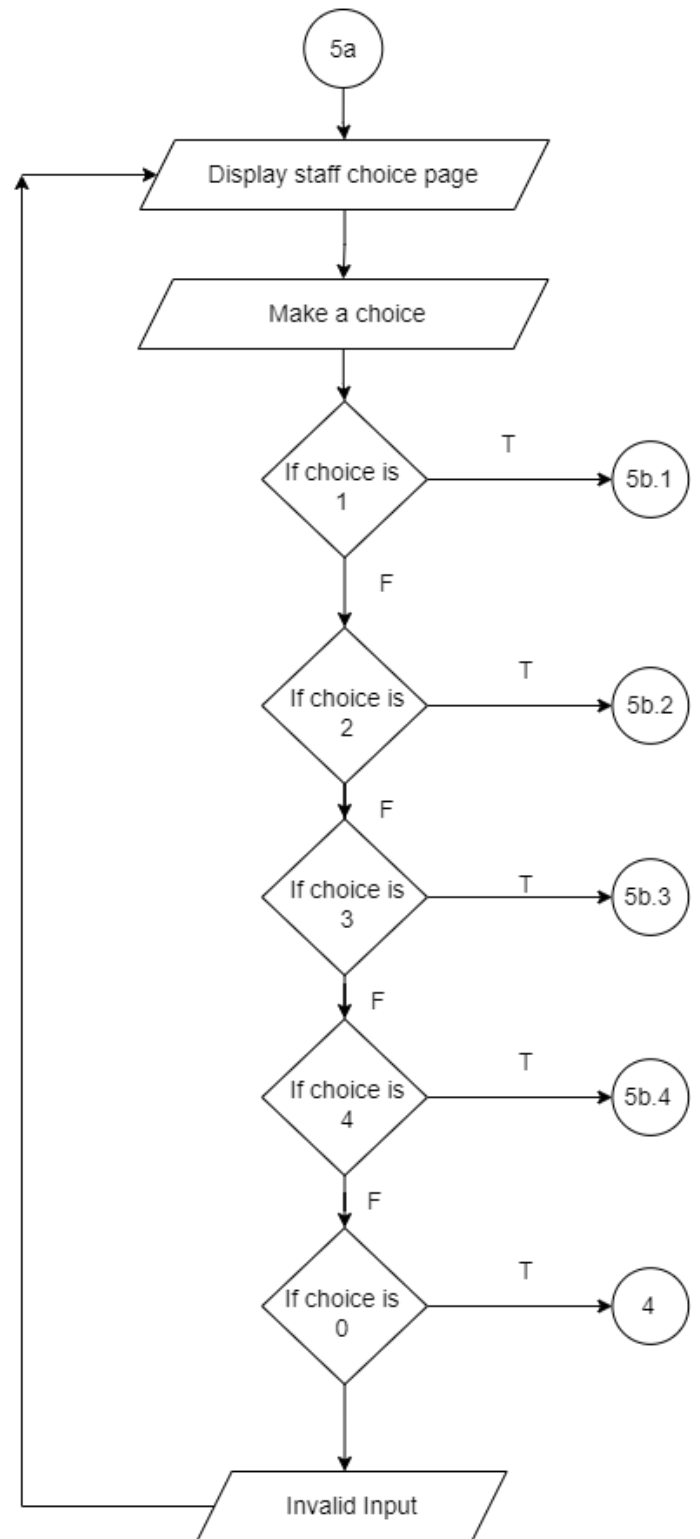 5a
Display staff choice page
Make a choice
T
If choice is
1
5b.1
F
T
If choice is
2
5b.2
F
T
If choice is
3
5b.3
F
T
If choice is
4
5b.4
F
T
If choice is
0
4
Invalid Input